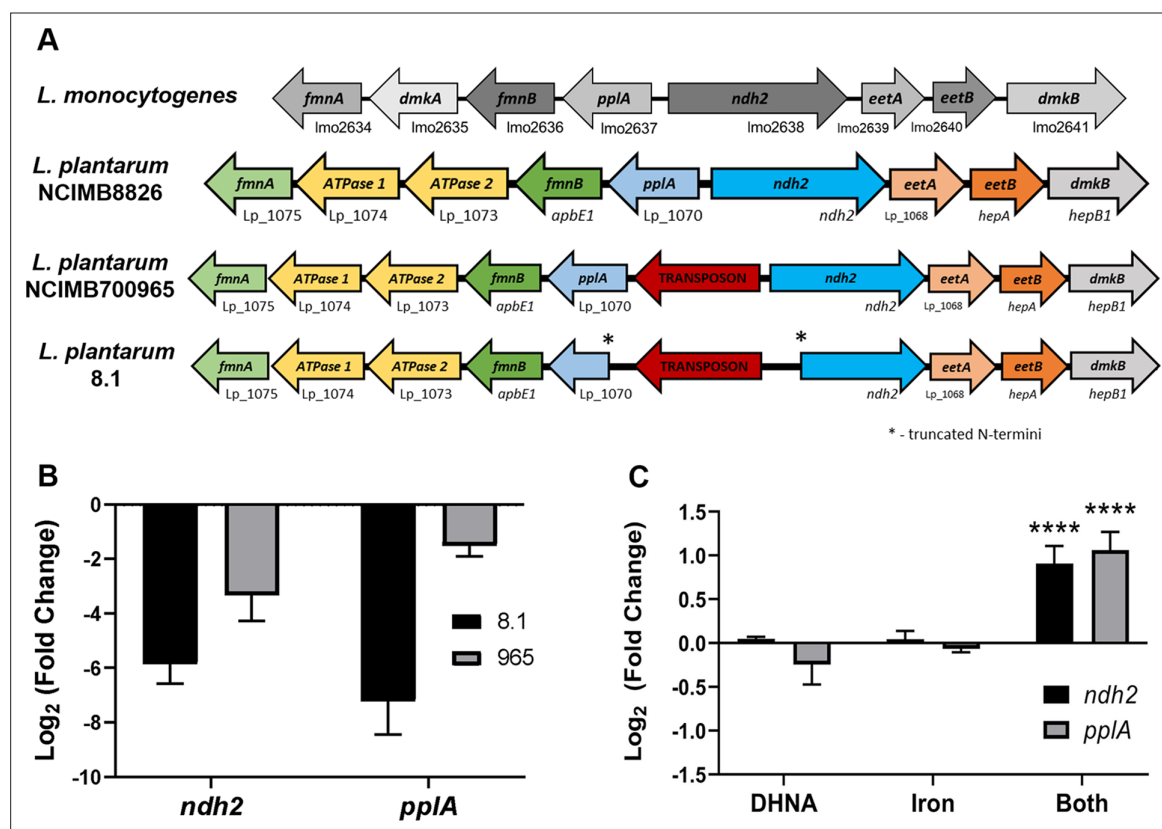 A
L. monocytogenes
fmnA dmkA fmnB pplA ndh2 eetA eetB dmkB
lmo2634 lmo2635 lmo2636 lmo2637 lmo2638 lmo2639 lmo2640 lmo2641
L. plantarum
NCIMB8826
fmnA ATPase 1 ATPase 2 fmnB pplA ndh2 eetA eetB dmkB
Lp_1075 Lp_1074 Lp_1073 apbE1 Lp_1070 ndh2 Lp_1068 hepA hepB1
L. plantarum
NCIMB700965
fmnA ATPase 1 ATPase 2 fmnB pplA TRANSPOSON ndh2 eetA eetB dmkB
Lp_1075 Lp_1074 Lp_1073 apbE1 Lp_1070 ndh2 Lp_1068 hepA hepB1
L. plantarum
8.1
* *
fmnA ATPase 1 ATPase 2 fmnB TRANSPOSON eetA eetB dmkB
Lp_1075 Lp_1074 Lp_1073 apbE1 Lp_1070 ndh2 Lp_1068 hepA hepB1
* - truncated N-termini
B
Log2 (Fold Change)
0
-2
-4
-6
-8
-10
8.1
965
ndh2 pplA
C
Log2 (Fold Change)
1.5
1.0
0.5
0.0
-0.5
-1.0
-1.5
**** ****
ndh2
pplA
DHNA Iron Both